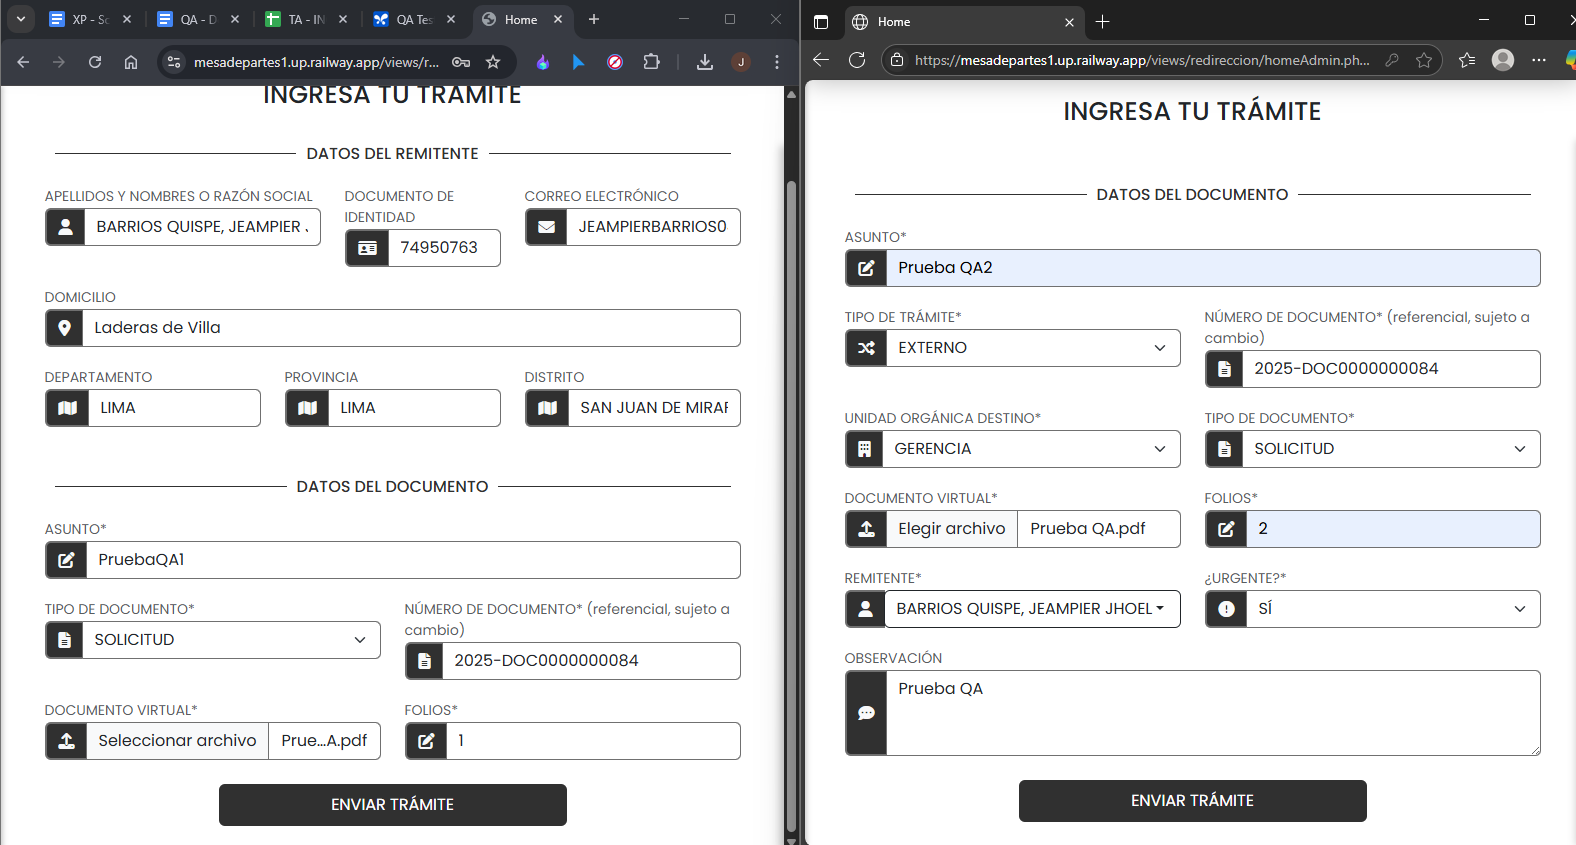 XP - Sc
QA - D
TA - IN
QA Tes
Home
mesadepartes1.up.railway.app/views/r...
J
INGRESA TU TRÁMITE
DATOS DEL REMITENTE
APELLIDOS Y NOMBRES O RAZÓN SOCIAL
BARRIOS QUISPE, JEAMPIER
DOCUMENTO DE
IDENTIDAD
74950763
CORREO ELECTRÓNICO
JEAMPIERBARRIOS0
DOMICILIO
Laderas de Villa
DEPARTAMENTO
LIMA
PROVINCIA
LIMA
DISTRITO
SAN JUAN DE MIRAF
DATOS DEL DOCUMENTO
ASUNTO*
PruebaQA1
TIPO DE DOCUMENTO*
SOLICITUD
NÚMERO DE DOCUMENTO* (referencial, sujeto a
cambio)
2025-DOC0000000084
DOCUMENTO VIRTUAL*
Seleccionar archivo
Prue...A.pdf
FOLIOS*
1
ENVIAR TRÁMITE
Home
https://mesadepartes1.up.railway.app/views/redireccion/homeAdmin.ph...
INGRESA TU TRÁMITE
DATOS DEL DOCUMENTO
ASUNTO*
Prueba QA2
TIPO DE TRÁMITE*
EXTERNO
NÚMERO DE DOCUMENTO* (referencial, sujeto a
cambio)
2025-DOC0000000084
UNIDAD ORGÁNICA DESTINO*
GERENCIA
TIPO DE DOCUMENTO*
SOLICITUD
DOCUMENTO VIRTUAL*
Elegir archivo
Prueba QA.pdf
FOLIOS*
2
REMITENTE*
BARRIOS QUISPE, JEAMPIER JHOEL
¿URGENTE?*
SÍ
OBSERVACIÓN
Prueba QA
ENVIAR TRÁMITE